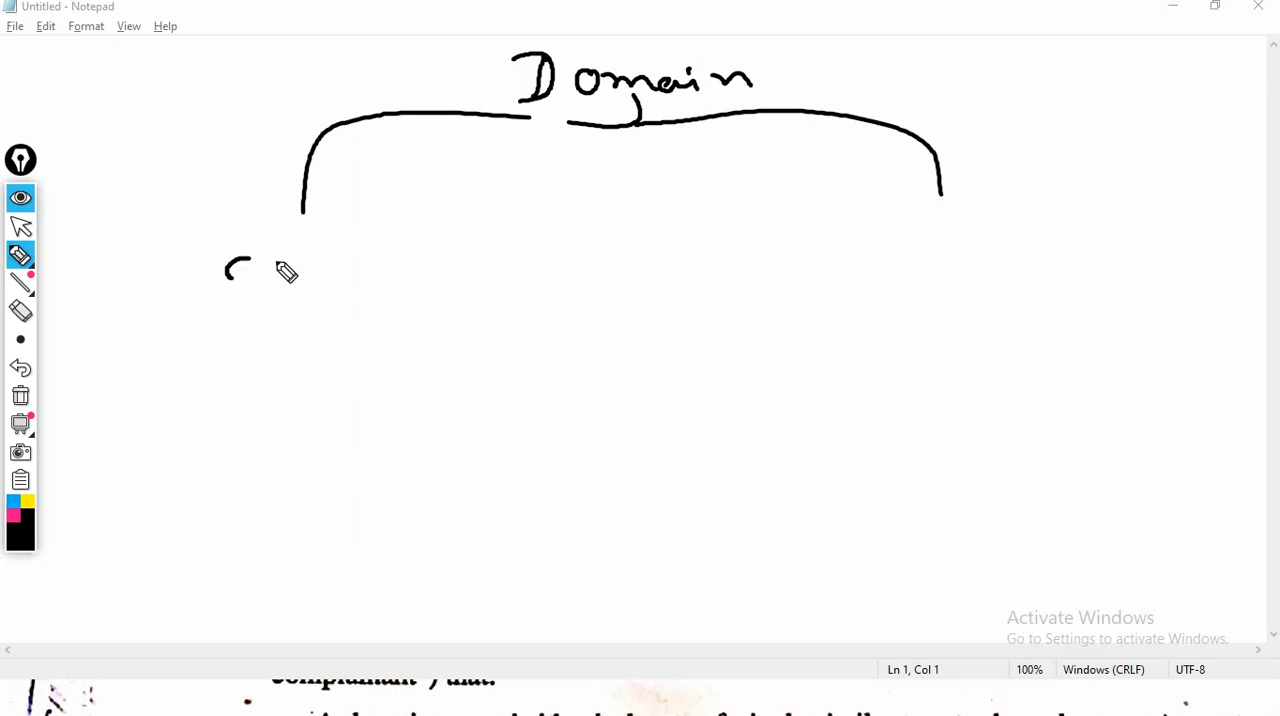 Untitled - Notepad
File Edit Format View Help
Domain
Activate Windows
Go to Settings to activate Windows.
Ln 1, Col 1 100% Windows (CRLF) UTF-8
that.